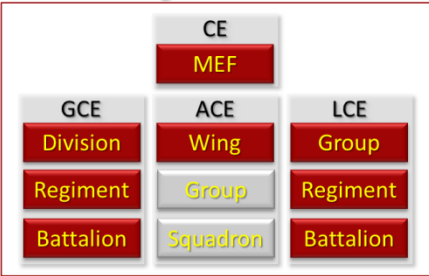 CE
MEF
GCE ACE LCE
Division Wing Group
Regiment Group Regiment
Battalion Squadron Battalion